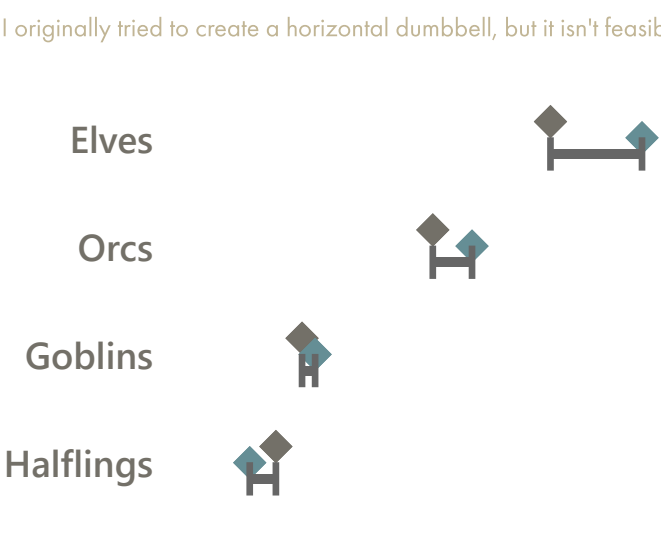 I originally tried to create a horizontal dumbbell, but it isn't
Elves
Orcs
Goblins
Halflings